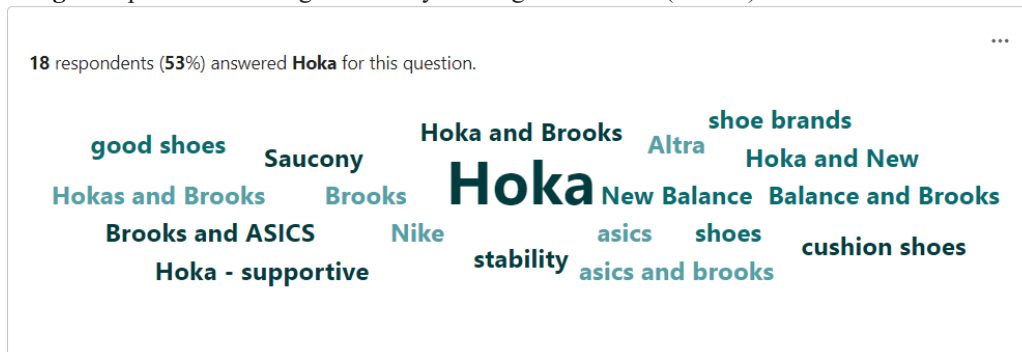 18 respondents (53%) answered Hoka for this question.
shoe brands
Hoka and Brooks
good shoes
Altra
Saucony
Hoka and New
Hoka
Hokas and Brooks
Brooks
New Balance
Balance and Brooks
Brooks and ASICS
Nike
asics
shoes
cushion shoes
stability
Hoka - supportive
asics and brooks